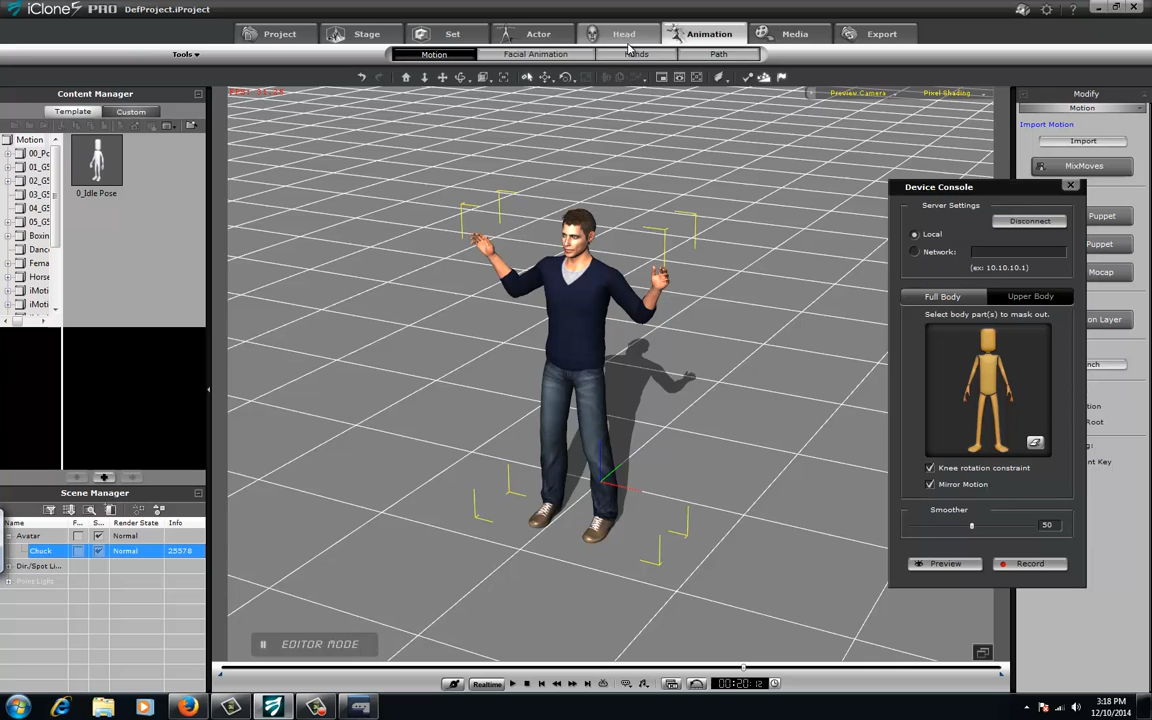 iClone5 PRO DefProject.iProject
Project Stage Set Actor Head Animation Media Export
Tools
Motion Facial Animation Hands Path
Content Manager
Template Custom
Preview Camera
Pixel Shading
Modify
Motion
Import Motion
Import
MixMoves
Motion
00_Pc
01_G5
02_G5
03_G5
04_G5
05_G5
Boxin
Danc
Fema
Horse
iMoti
iMoti
0_Idle Pose
Device Console
Server Settings
Disconnect
Local
Network:
(ex: 10.10.10.1)
Puppet
Puppet
Mocap
Full Body Upper Body
Select body part(s) to mask out.
on Layer
nch
tion
Root
g:
nt Key
Knee rotation constraint
Mirror Motion
Smoother
50
Preview Record
Scene Manager
Name F... S... Render State Info
Avatar Normal
Chuck Normal 25578
Dir./Spot Li...
Point Light
EDITOR MODE
Realtime
00:20:12
3:18 PM
12/10/2014